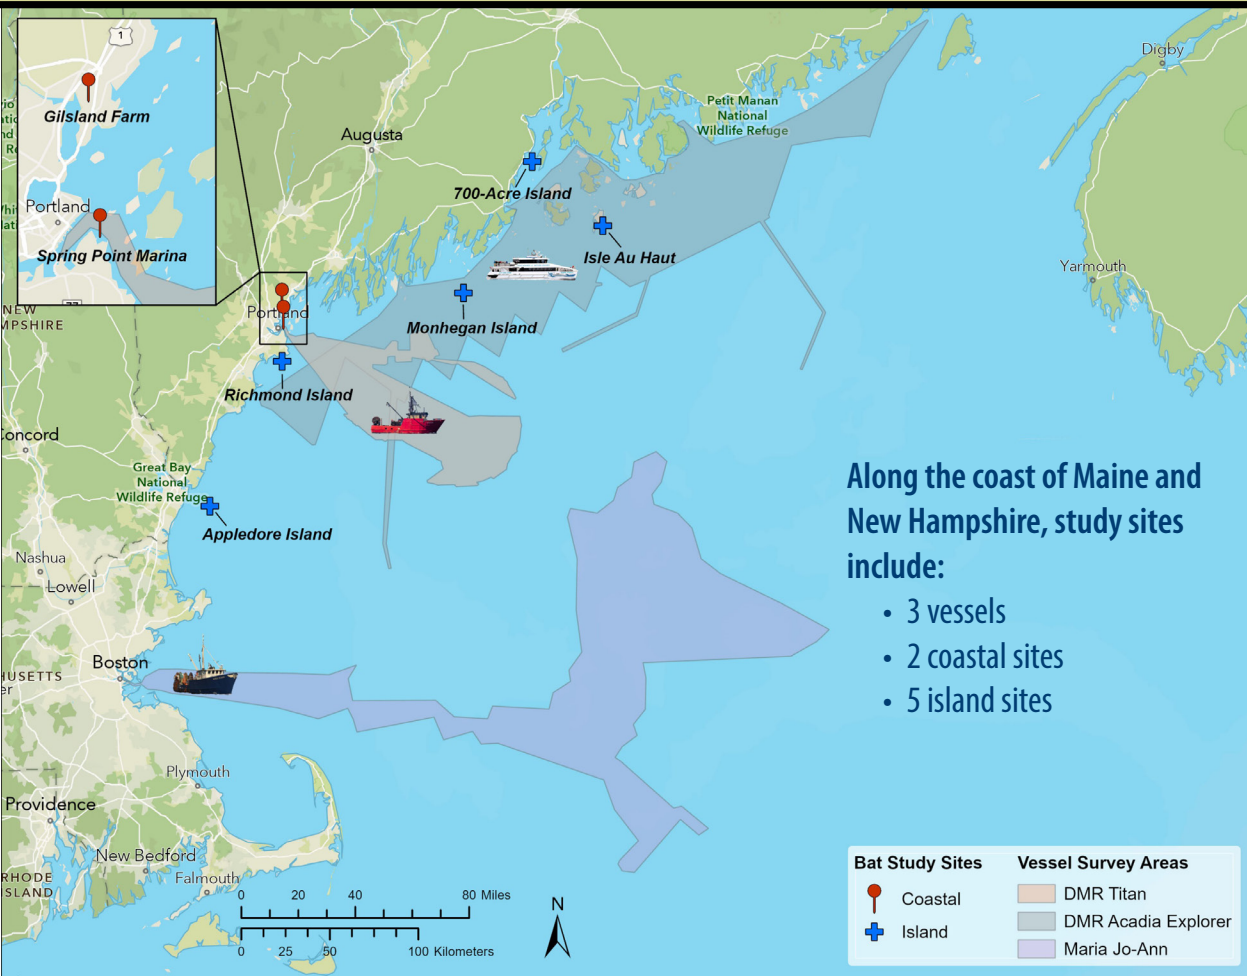 1
Gilsland Farm
Portland
Spring Point Marina
Augusta
Petit Manan
National
Wildlife Refuge
Digby
700-Acre Island
Isle Au Haut
Yarmouth
NEW
MPSHIRE
Portland
Monhegan Island
Richmond Island
Concord
Great Bay
National
Wildlife Refuge
Appledore Island
Along the coast of Maine and
New Hampshire, study sites
include:
• 3 vessels
• 2 coastal sites
• 5 island sites
Nashua
Lowell
Boston
HUSETTS
er
Plymouth
Providence
New Bedford
Falmouth
RHODE
ISLAND
0 20 40 80 Miles
0 25 50 100 Kilometers
N
Bat Study Sites
Coastal
Island
Vessel Survey Areas
DMR Titan
DMR Acadia Explorer
Maria Jo-Ann